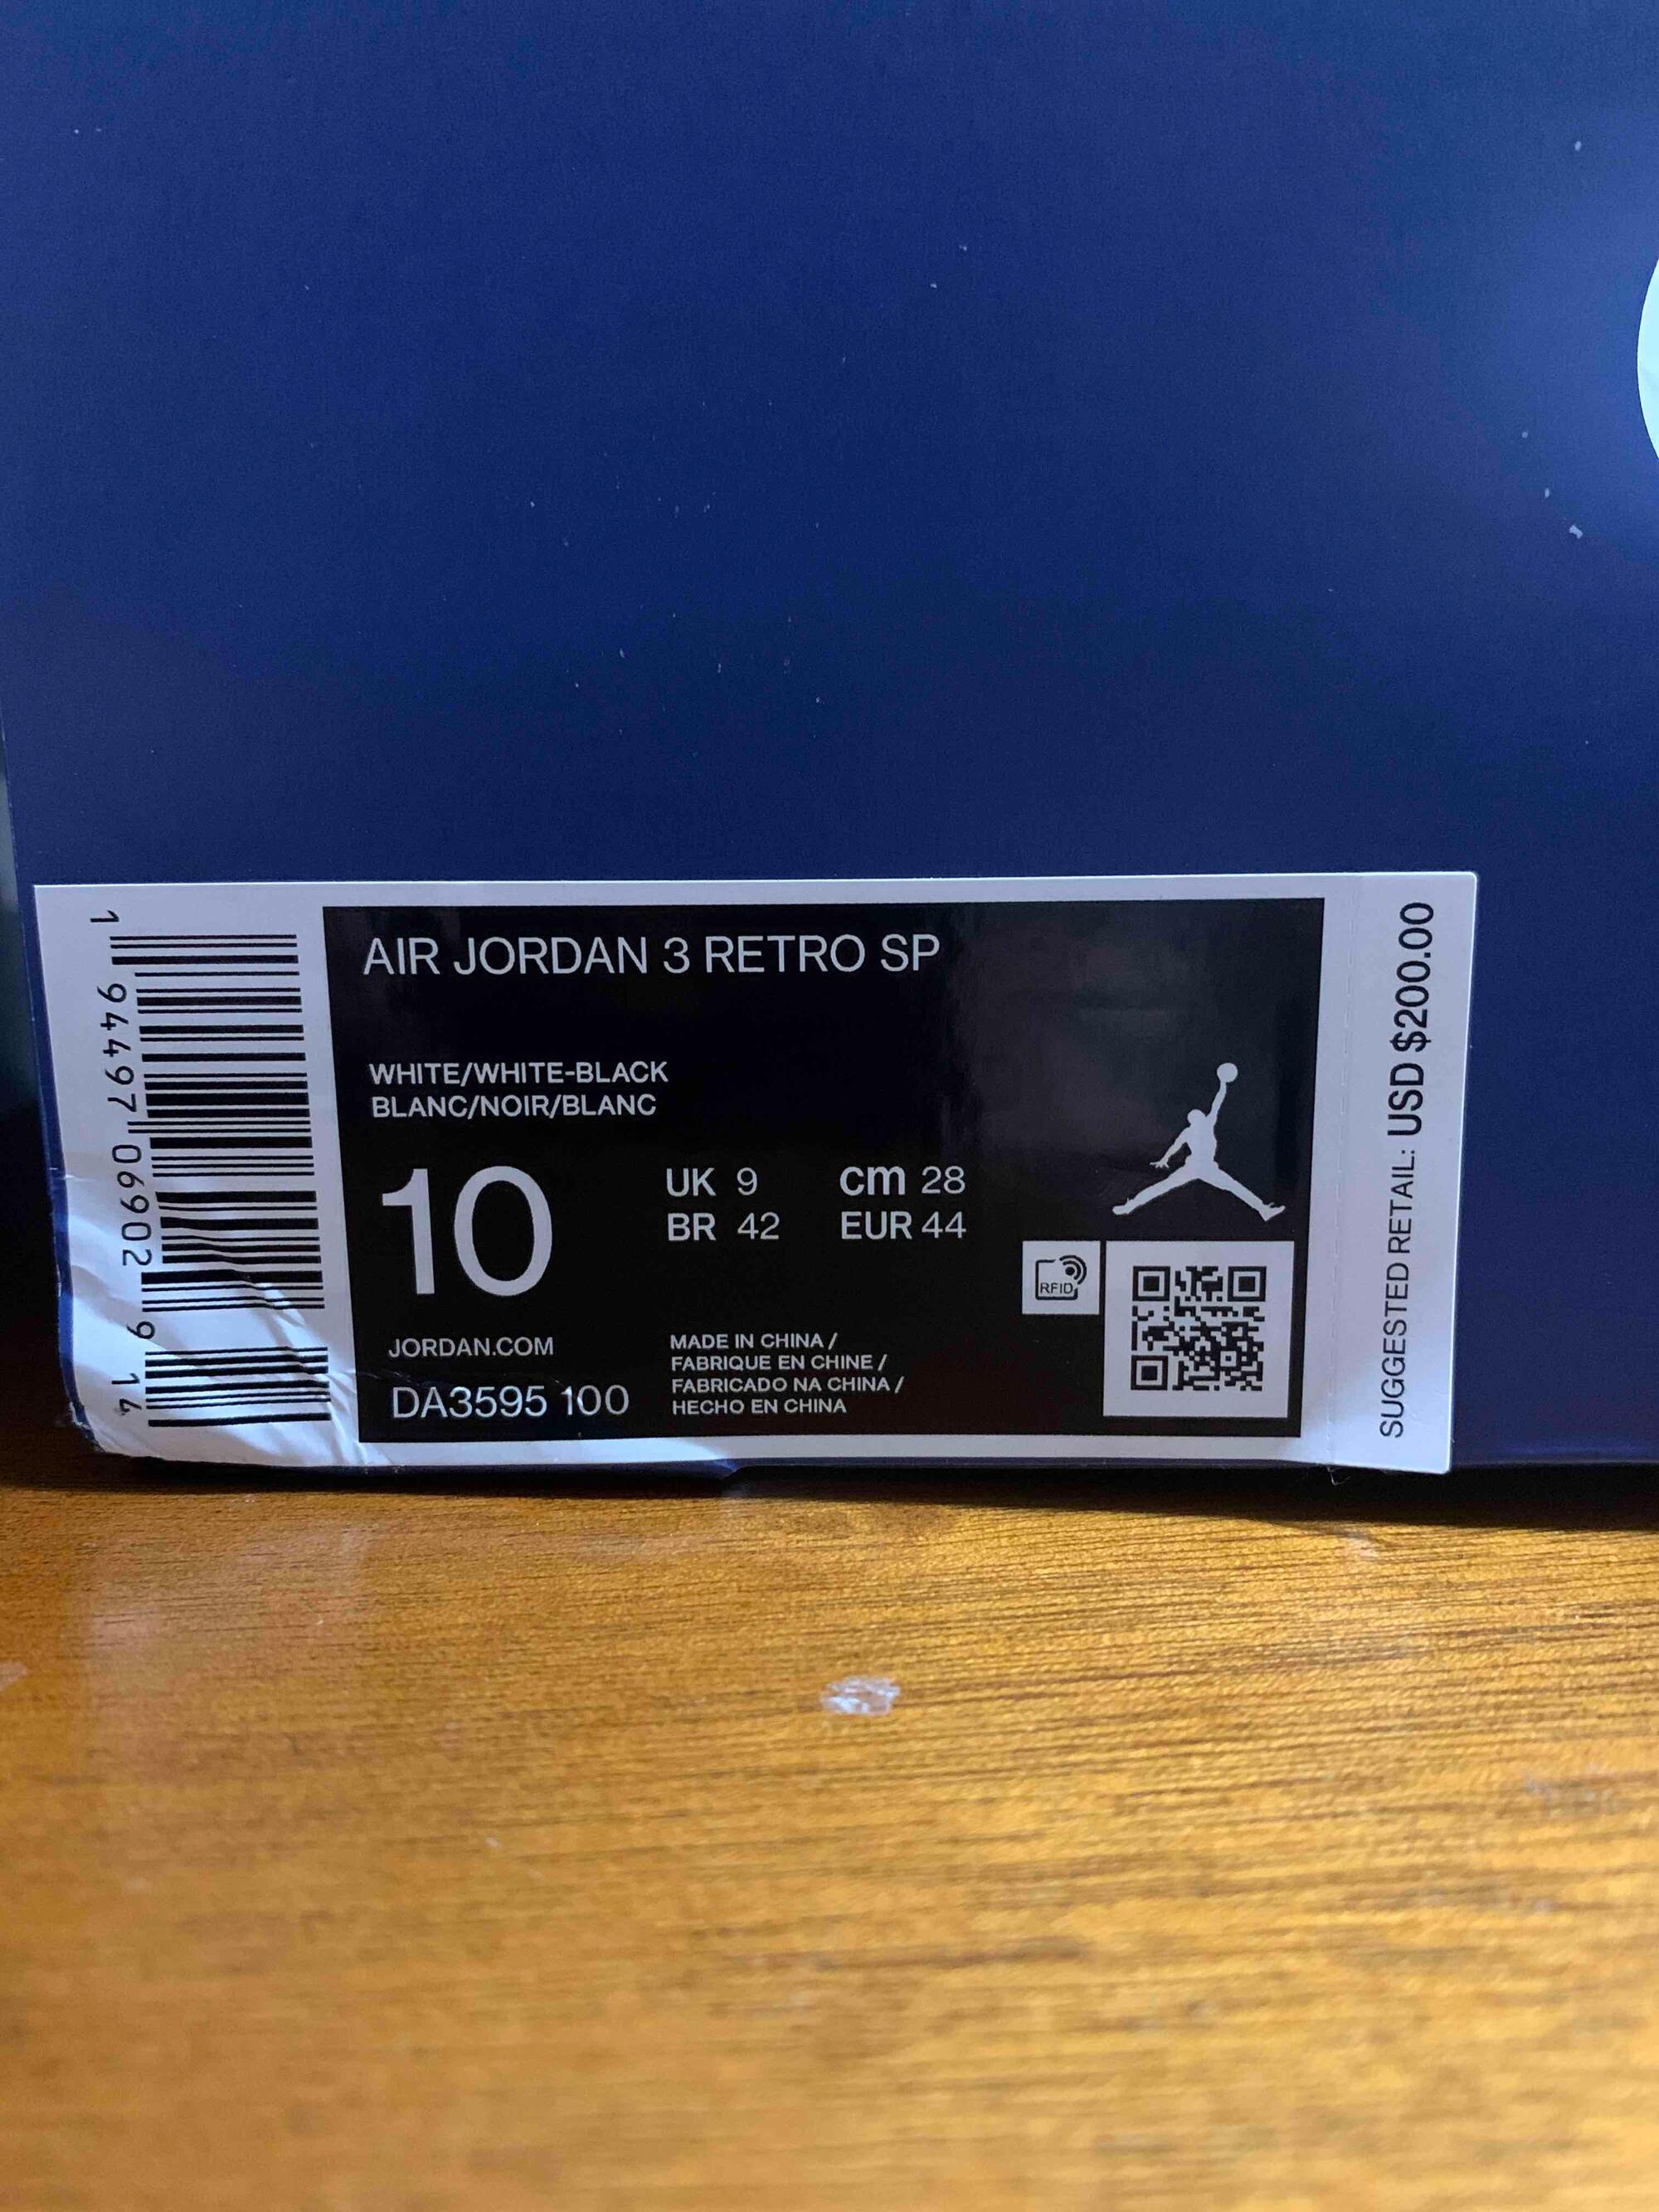 AIR JORDAN 3 RETRO SP
WHITE/WHITE-BLACK
BLANC/NOIR/BLANC
10
UK 9 cm 28
BR 42 EUR 44
JORDAN.COM
DA3595 100
MADE IN CHINA /
FABRIQUE EN CHINE /
FABRICADO NA CHINA /
HECHO EN CHINA
RFID
SUGGESTED RETAIL: USD $200.00
1 94497 06902 9 14